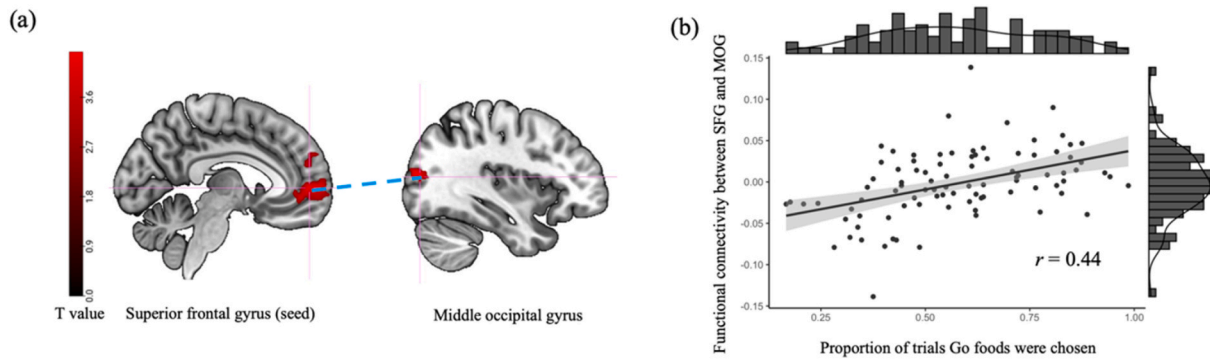 (a)
3.6
2.7
1.8
0.9
0.0
T value
Superior frontal gyrus (seed)
Middle occipital gyrus
(b)
Functional connectivity between SFG and MOG
0.15
0.10
0.05
0.00
-0.05
-0.10
-0.15
r = 0.44
0.25
0.50
0.75
1.00
Proportion of trials Go foods were chosen